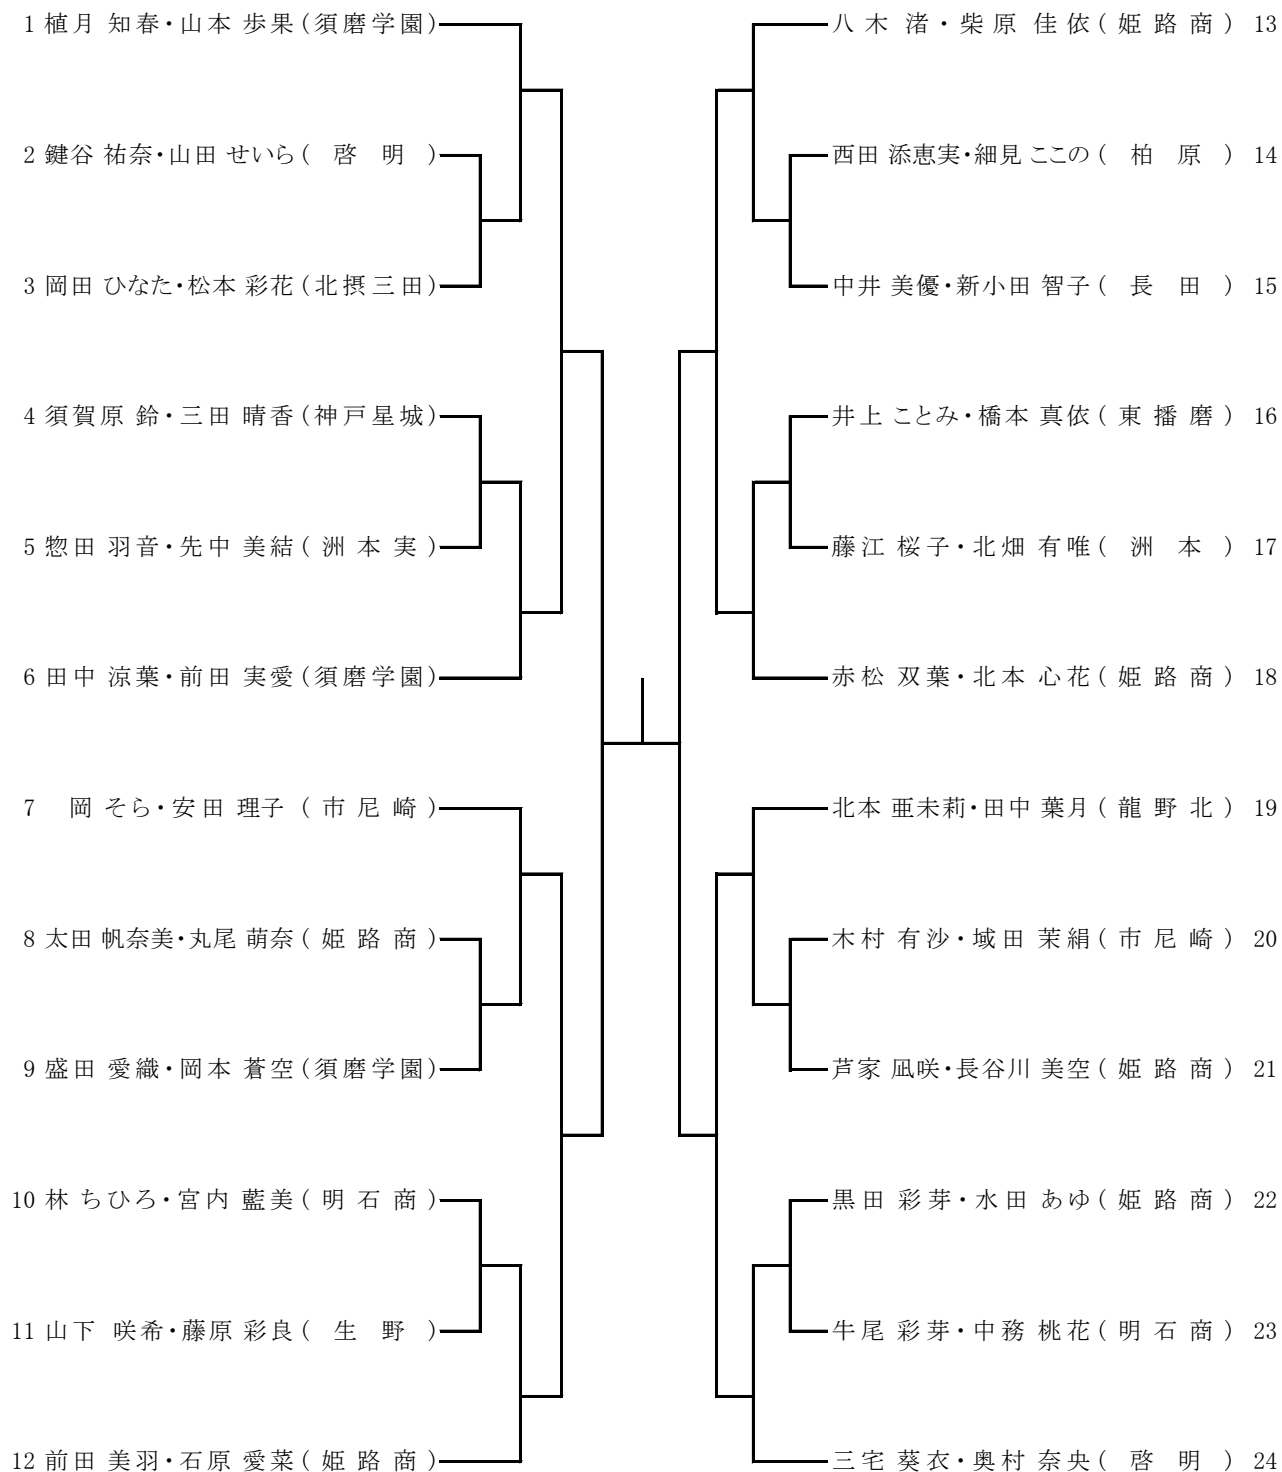 1 植月 知春・山本 歩果(須磨学園)
2 鍵谷 祐奈・山田 せいら( 啓 明 )
3 岡田 ひなた・松本 彩花(北摂三田)
4 須賀原 鈴・三田 晴香(神戸星城)
5 惣田 羽音・先中 美結( 洲 本 実 )
6 田中 涼葉・前田 実愛(須磨学園)
7 岡 そら・安田 理子 ( 市 尼 崎 )
8 太田 帆奈美・丸尾 萌奈( 姫 路 商 )
9 盛田 愛織・岡本 蒼空(須磨学園)
10 林 ちひろ・宮内 藍美( 明 石 商 )
11 山下 咲希・藤原 彩良( 生 野 )
12 前田 美羽・石原 愛菜( 姫 路 商 )
八木 渚・柴原 佳依( 姫 路 商 ) 13
西田 添恵実・細見 ここの( 柏 原 ) 14
中井 美優・新小田 智子( 長 田 ) 15
井上 ことみ・橋本 真依( 東 播 磨 ) 16
藤江 桜子・北畑 有唯( 洲 本 ) 17
赤松 双葉・北本 心花( 姫 路 商 ) 18
北本 亜未莉・田中 葉月( 龍 野 北 ) 19
木村 有沙・域田 茉絹( 市 尼 崎 ) 20
芦家 凪咲・長谷川 美空( 姫 路 商 ) 21
黒田 彩芽・水田 あゆ( 姫 路 商 ) 22
牛尾 彩芽・中務 桃花( 明 石 商 ) 23
三宅 葵衣・奥村 奈央( 啓 明 ) 24